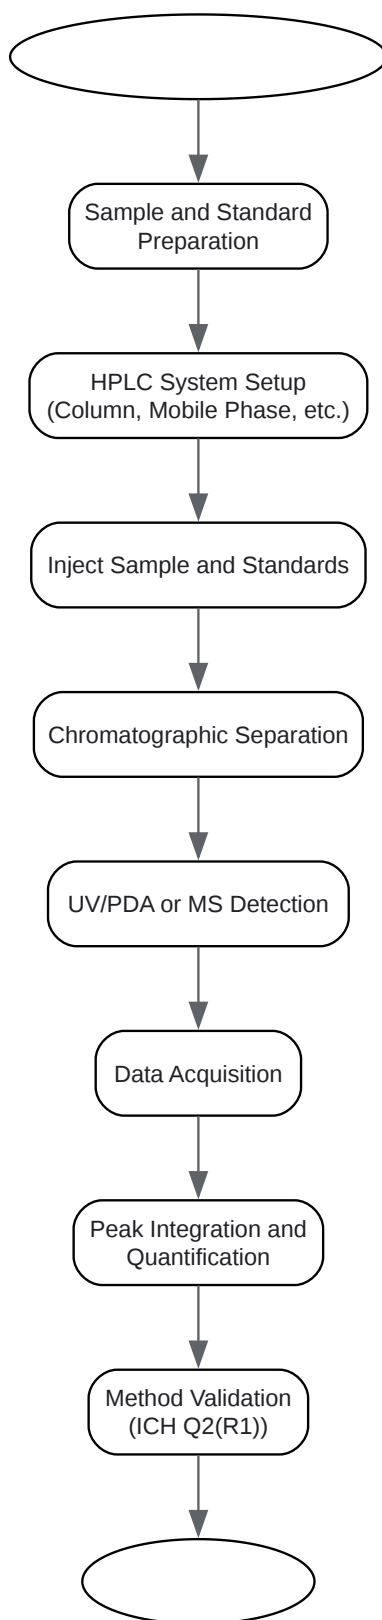 Sample and Standard
Preparation
HPLC System Setup
(Column, Mobile Phase, etc.)
Inject Sample and Standards
Chromatographic Separation
UV/PDA or MS Detection
Data Acquisition
Peak Integration and
Quantification
Method Validation
(ICH Q2(R1))